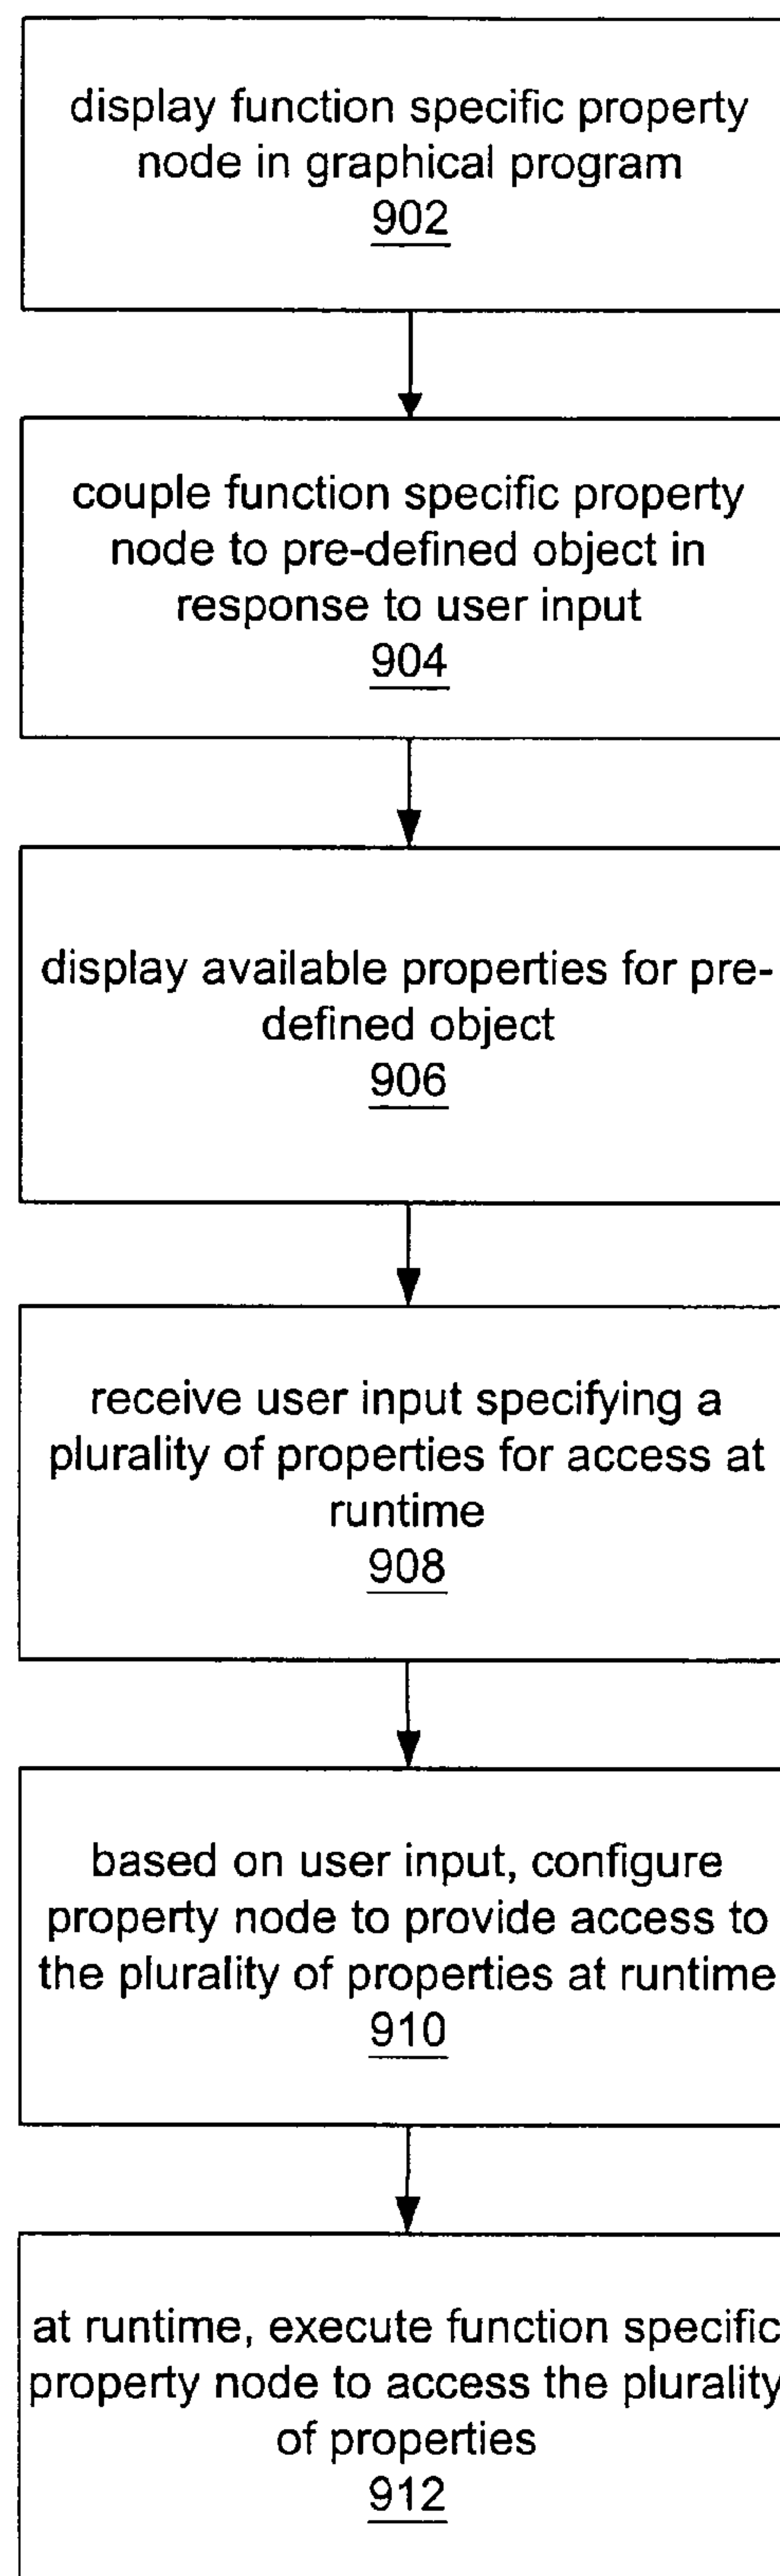 display function specific property
node in graphical program
902
couple function specific property
node to pre-defined object in
response to user input
904
display available properties for pre-
defined object
906
receive user input specifying a
plurality of properties for access at
runtime
908
based on user input, configure
property node to provide access to
the plurality of properties at runtime
910
at runtime, execute function specific
property node to access the plurality
of properties
912